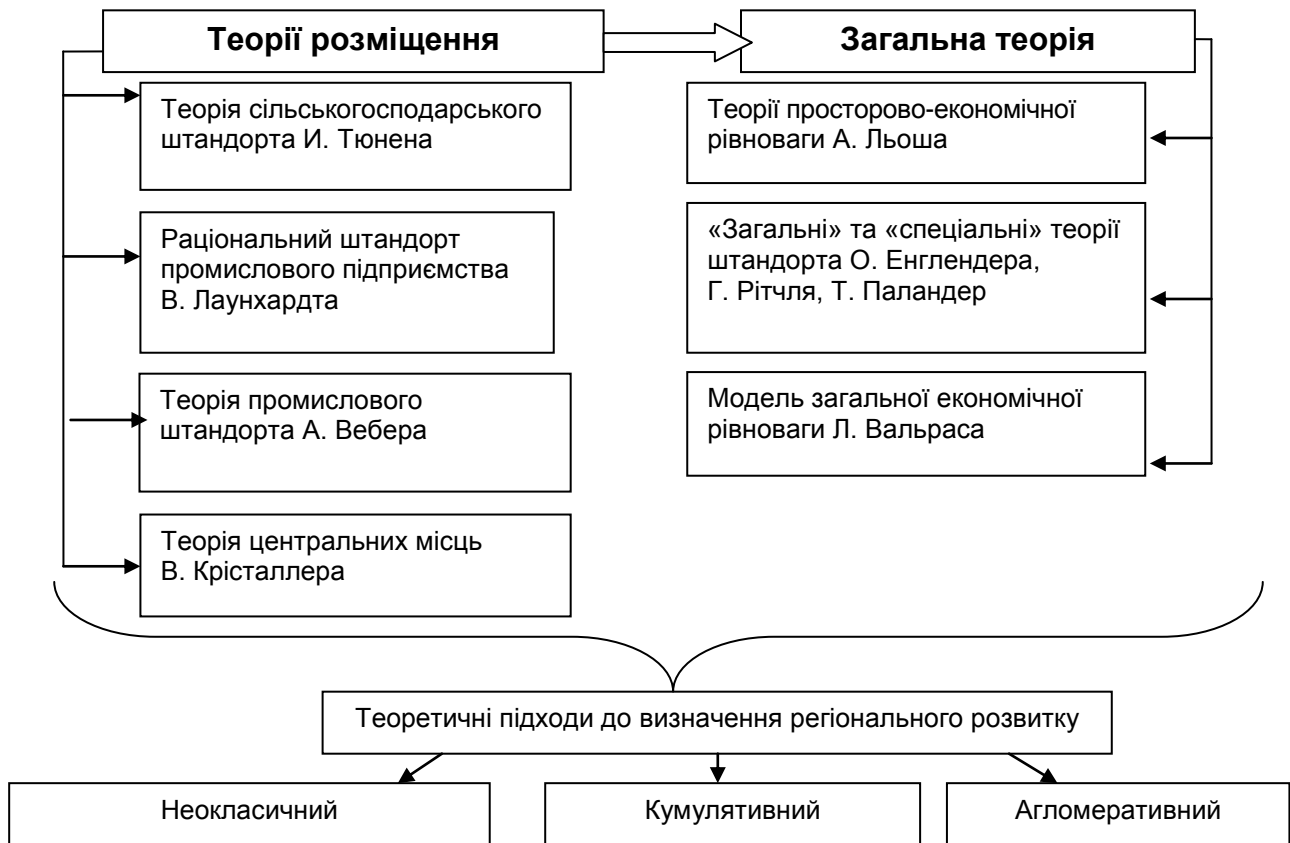 Теорії розміщення
Загальна теорія
Теорія сільськогосподарського
штандорта И. Тюнена
Раціональний штандорт
промислового підприємства
В. Лаунхардта
Теорія промислового
штандорта А. Вебера
Теорія центральних місць
В. Крісталлера
Теорії просторово-економічної
рівноваги А. Льоша
«Загальні» та «спеціальні» теорії
штандорта О. Енглендера,
Г. Рітчля, Т. Паландер
Модель загальної економічної
рівноваги Л. Вальраса
Теоретичні підходи до визначення регіонального розвитку
Неокласичний
Кумулятивний
Агломеративний